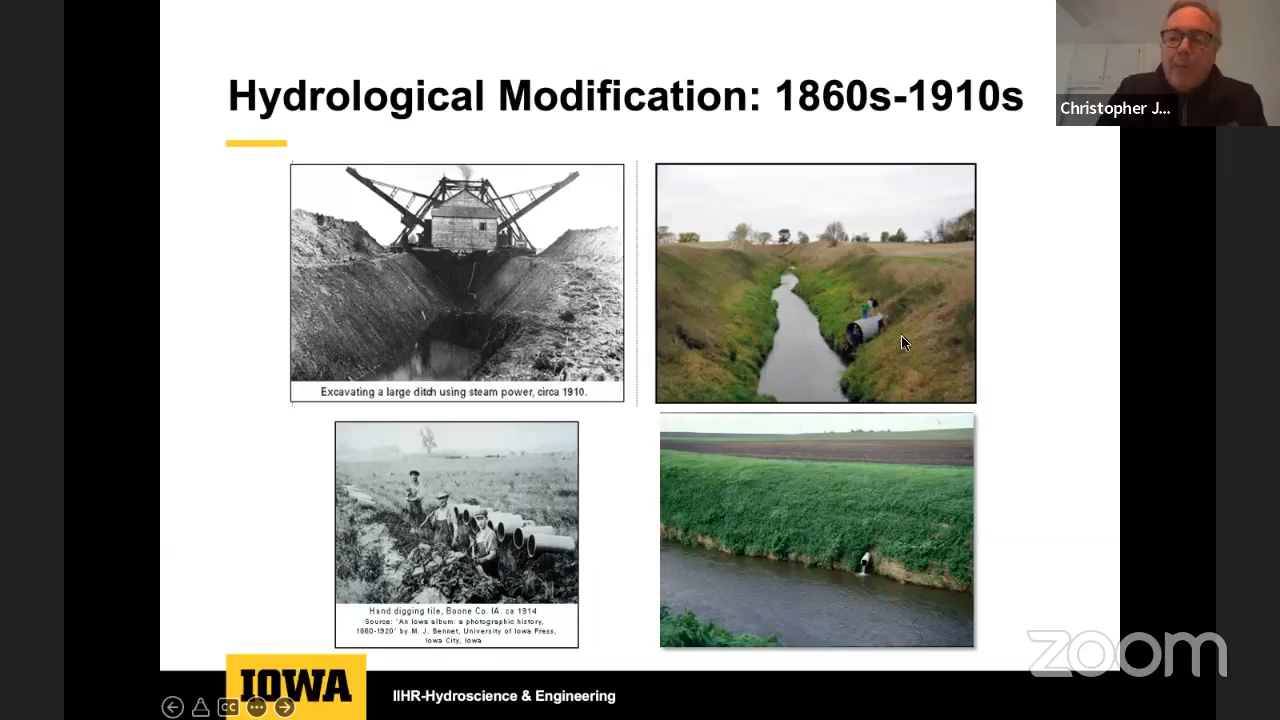 Hydrological Modification: 1860s-1910s
Christopher J...
Excavating a large ditch using steam power, circa 1910.
Hand digging tile, Boone Co. IA. ca 1914
Source: 'An Iowa album: a photographic history,
1860-1920' by M. J. Bennet, University of Iowa Press,
Iowa City, Iowa
zoom
IOWA
IIHR-Hydroscience & Engineering
CC